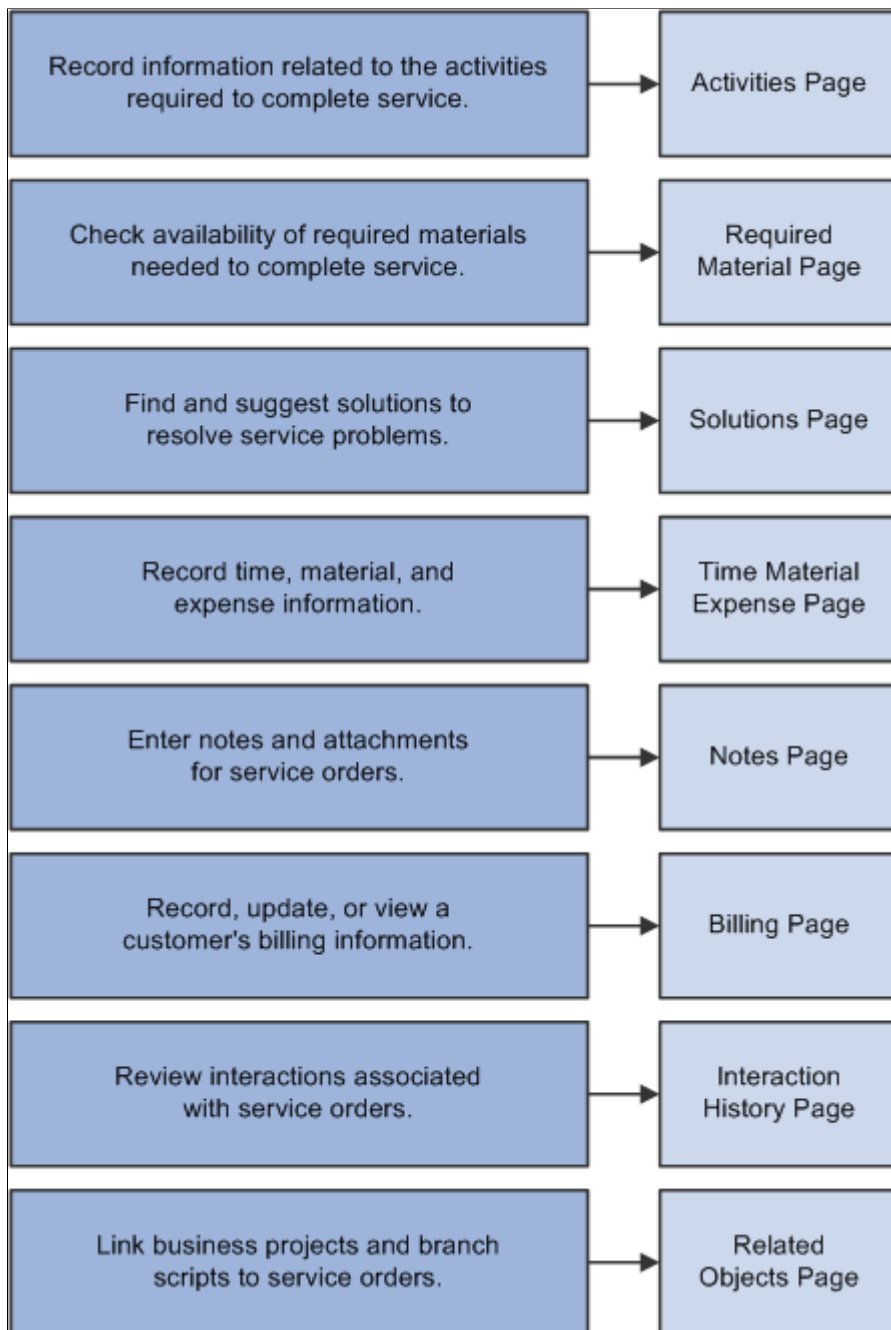 Record information related to the activities
required to complete service.
Activities Page
Check availability of required materials
needed to complete service.
Required
Material Page
Find and suggest solutions to
resolve service problems.
Solutions Page
Record time, material, and
expense information.
Time Material
Expense Page
Enter notes and attachments
for service orders.
Notes Page
Record, update, or view a
customer's billing information.
Billing Page
Review interactions associated
with service orders.
Interaction
History Page
Link business projects and branch
scripts to service orders.
Related
Objects Page